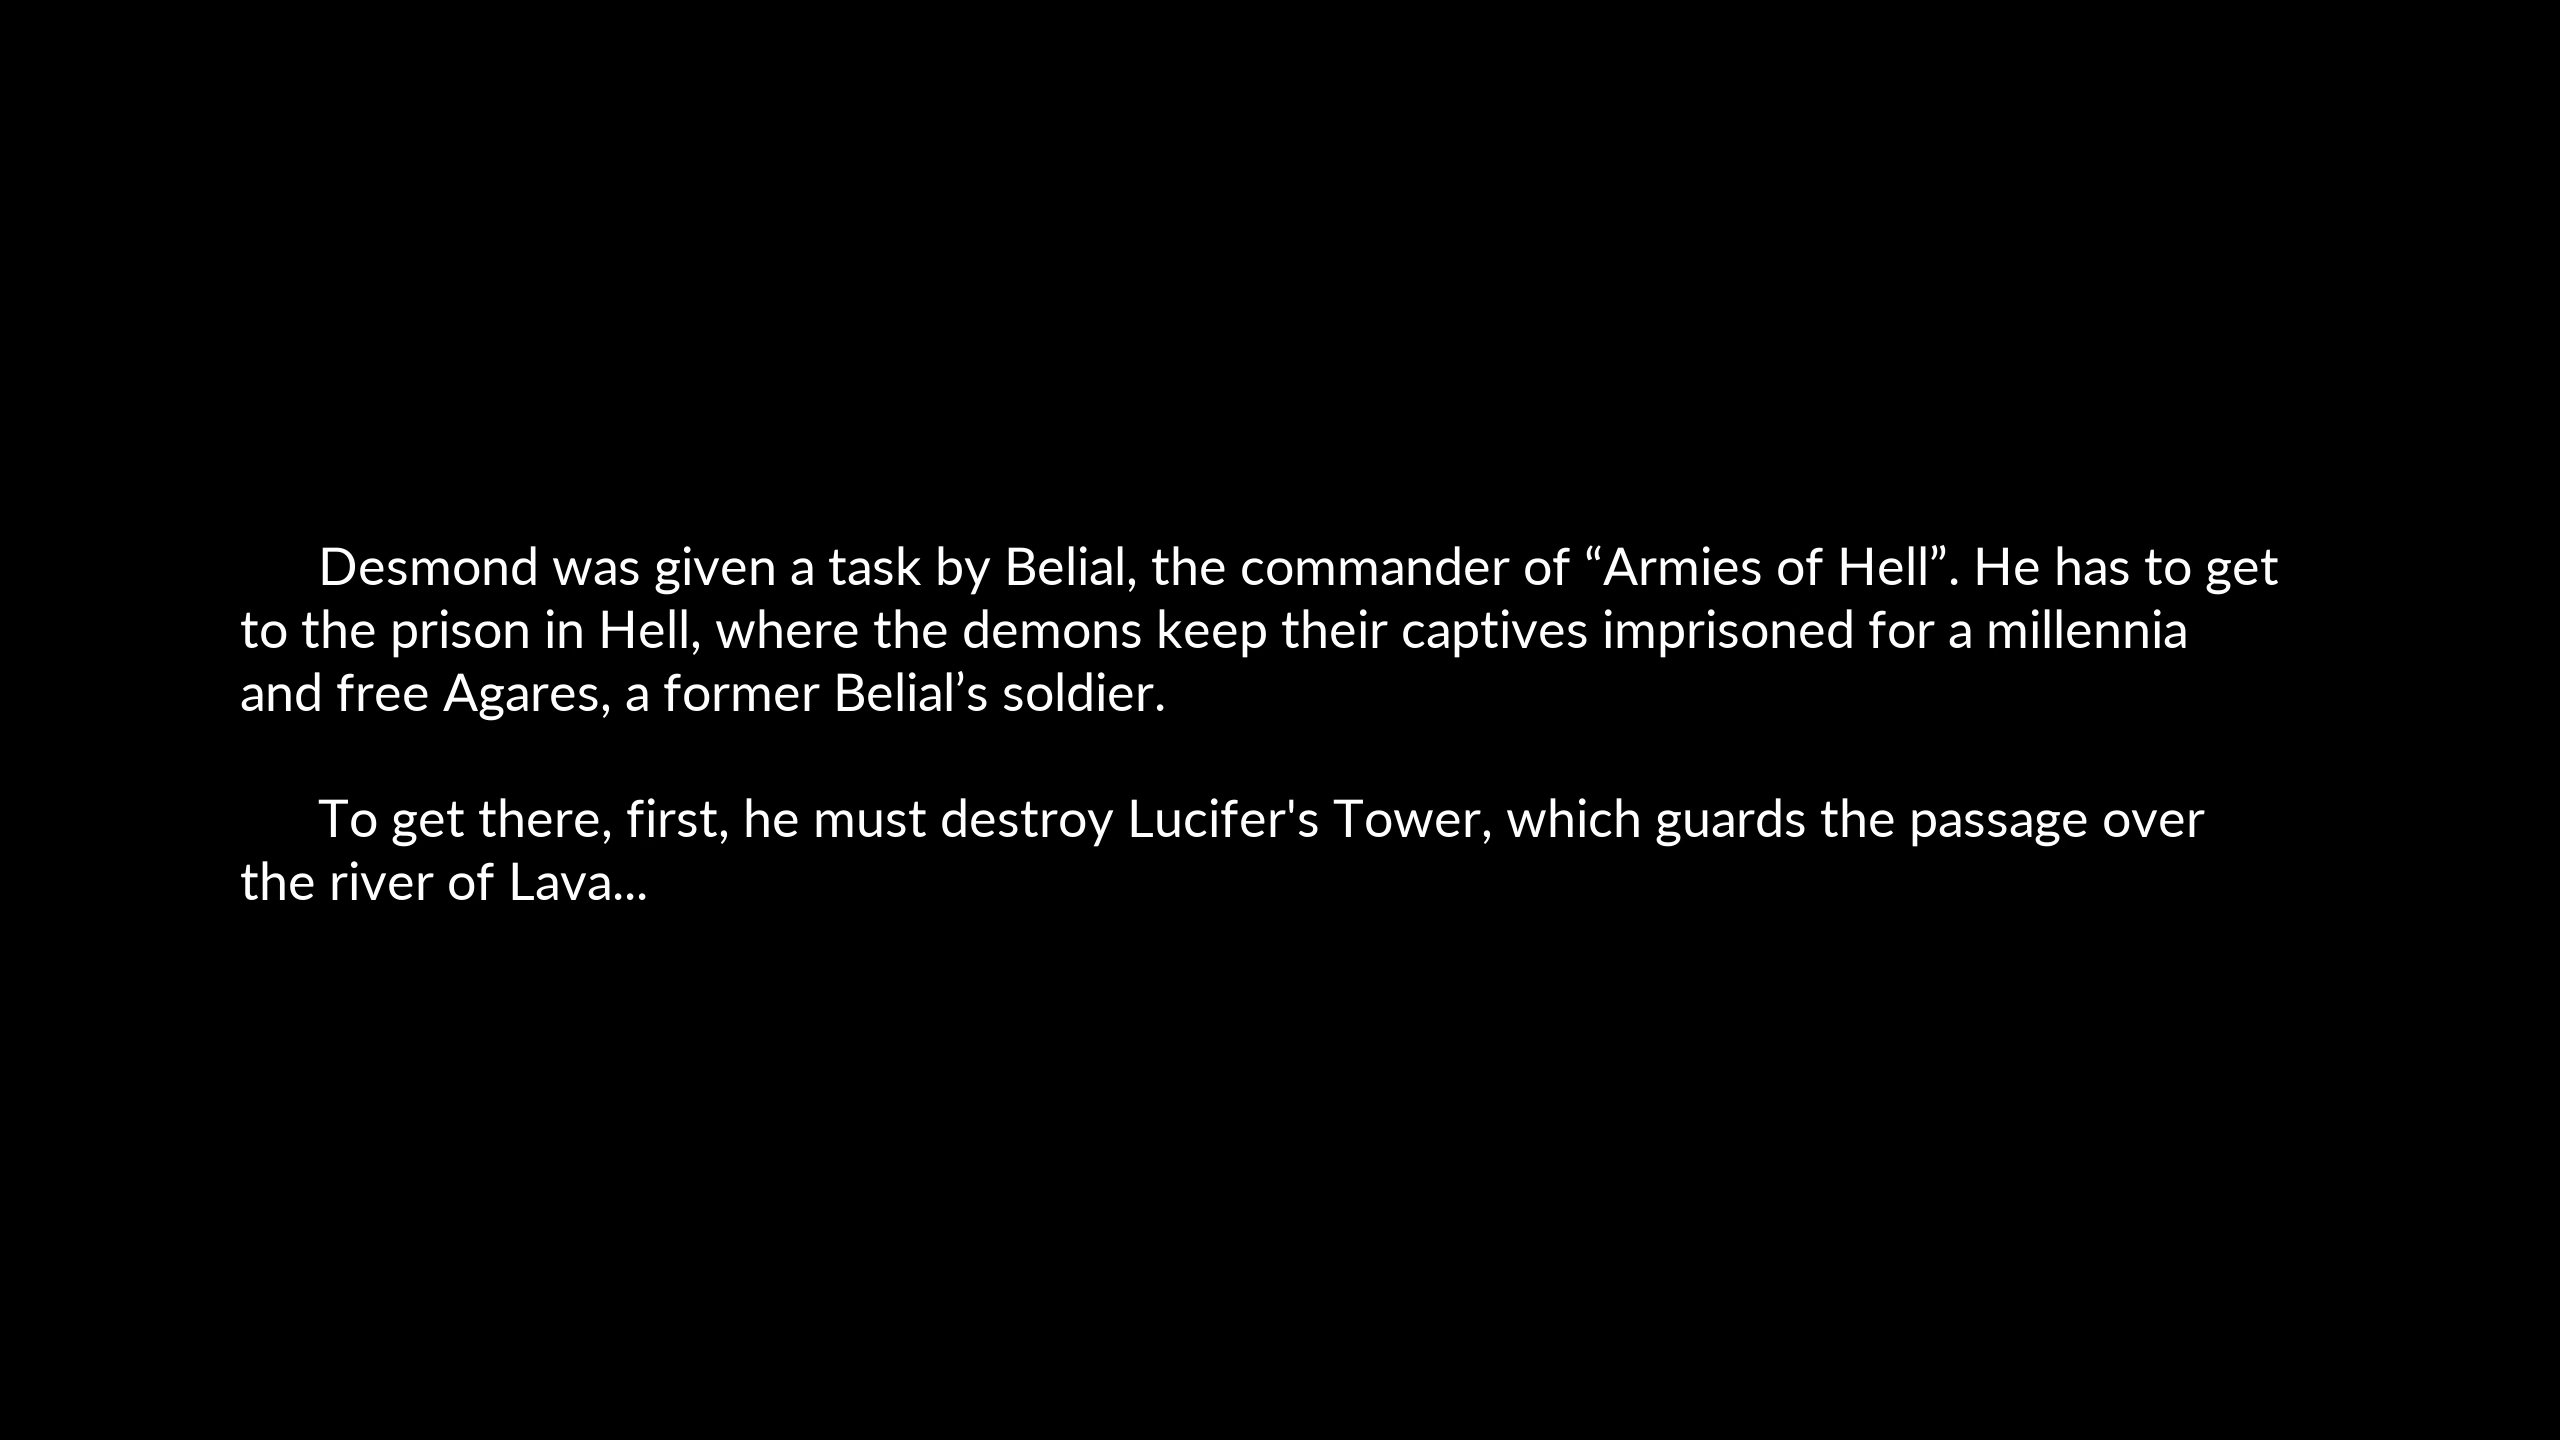 Desmond was given a task by Belial, the commander of “Armies of Hell”. He has to get
to the prison in Hell, where the demons keep their captives imprisoned for a millennia
and free Agares, a former Belial’s soldier.
To get there, first, he must destroy Lucifer's Tower, which guards the passage over
the river of Lava...